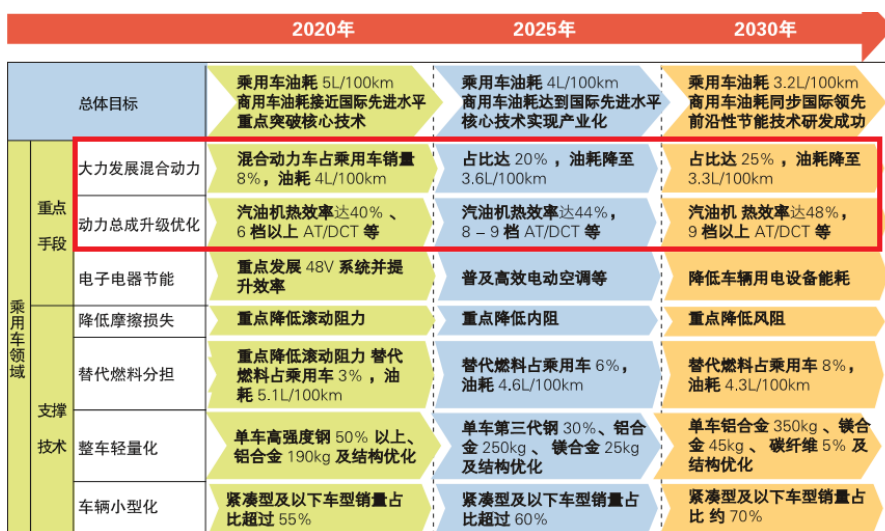 2020年
2025年
2030年
总体目标
乘用车油耗 5L/100km
商用车油耗接近国际先进水平
重点突破核心技术
乘用车油耗 4L/100km
商用车油耗达到国际先进水平
核心技术实现产业化
乘用车油耗 3.2L/100km
商用车油耗同步国际领先
前沿性节能技术研发成功
乘用车领域
重点
手段
大力发展混合动力
混合动力车占乘用车销量
8%，油耗 4L/100km
占比达 20% ，油耗降至
3.6L/100km
占比达 25% ，油耗降至
3.3L/100km
动力总成升级优化
汽油机热效率达40% 、
6 档以上 AT/DCT 等
汽油机热效率达44%，
8 – 9 档 AT/DCT 等
汽油机 热效率达48%，
9 档以上 AT/DCT 等
电子电器节能
重点发展 48V 系统并提
升效率
普及高效电动空调等
降低车辆用电设备能耗
支撑
技术
降低摩擦损失
重点降低滚动阻力
重点降低内阻
重点降低风阻
替代燃料分担
重点降低滚动阻力 替代
燃料占乘用车 3% ，油
耗 5.1L/100km
替代燃料占乘用车 6%，
油耗 4.6L/100km
替代燃料占乘用车 8%，
油耗 4.3L/100km
整车轻量化
单车高强度钢 50% 以上、
铝合金 190kg 及结构优化
单车第三代钢 30%、铝合
金 250kg 、 镁合金 25kg
及结构优化
单车铝合金 350kg 、镁合
金 45kg 、 碳纤维 5% 及
结构优化
车辆小型化
紧凑型及以下车型销量占
比超过 55%
紧凑型及以下车型销量占
比超过 60%
紧凑型及以下车型销量占
比 约 70%